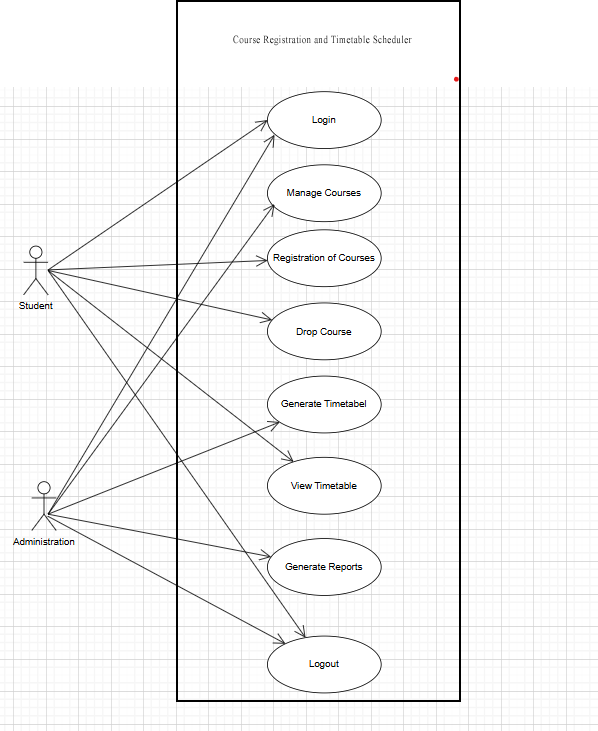 Course Registration and Timetable Scheduler
Login
Manage Courses
Registration of Courses
Student
Drop Course
Generate Timetabel
View Timetable
Administration
Generate Reports
Logout